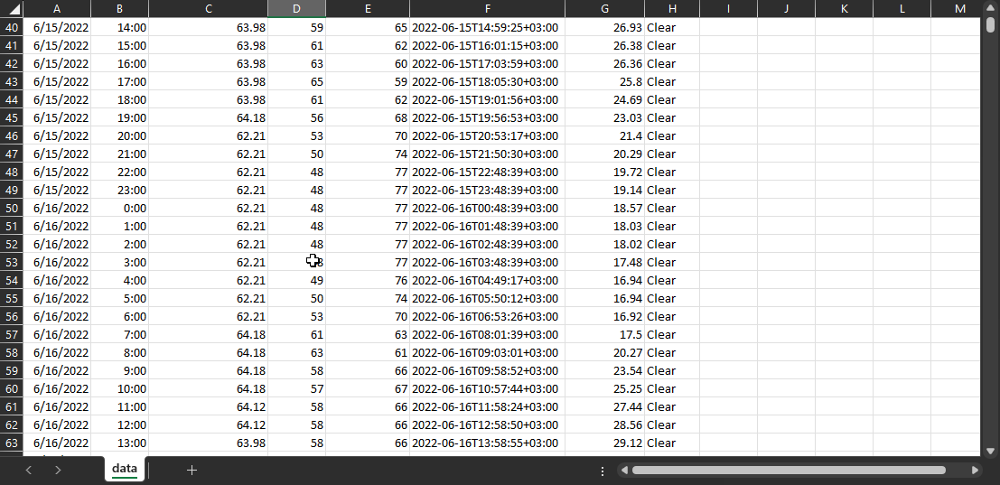 A B C D E F G H I J K L M
40 6/15/2022 14:00 63.98 59 65 2022-06-15T14:59:25+03:00 26.93 Clear
41 6/15/2022 15:00 63.98 61 62 2022-06-15T16:01:15+03:00 26.38 Clear
42 6/15/2022 16:00 63.98 63 60 2022-06-15T17:03:59+03:00 26.36 Clear
43 6/15/2022 17:00 63.98 65 59 2022-06-15T18:05:30+03:00 25.8 Clear
44 6/15/2022 18:00 63.98 61 62 2022-06-15T19:01:56+03:00 24.69 Clear
45 6/15/2022 19:00 64.18 56 68 2022-06-15T19:56:53+03:00 23.03 Clear
46 6/15/2022 20:00 62.21 53 70 2022-06-15T20:53:17+03:00 21.4 Clear
47 6/15/2022 21:00 62.21 50 74 2022-06-15T21:50:30+03:00 20.29 Clear
48 6/15/2022 22:00 62.21 48 77 2022-06-15T22:48:39+03:00 19.72 Clear
49 6/15/2022 23:00 62.21 48 77 2022-06-15T23:48:39+03:00 19.14 Clear
50 6/16/2022 0:00 62.21 48 77 2022-06-16T00:48:39+03:00 18.57 Clear
51 6/16/2022 1:00 62.21 48 77 2022-06-16T01:48:39+03:00 18.03 Clear
52 6/16/2022 2:00 62.21 48 77 2022-06-16T02:48:39+03:00 18.02 Clear
53 6/16/2022 3:00 62.21 77 2022-06-16T03:48:39+03:00 17.48 Clear
54 6/16/2022 4:00 62.21 49 76 2022-06-16T04:49:17+03:00 16.94 Clear
55 6/16/2022 5:00 62.21 50 74 2022-06-16T05:50:12+03:00 16.94 Clear
56 6/16/2022 6:00 62.21 53 70 2022-06-16T06:53:26+03:00 16.92 Clear
57 6/16/2022 7:00 64.18 61 63 2022-06-16T08:01:39+03:00 17.5 Clear
58 6/16/2022 8:00 64.18 63 61 2022-06-16T09:03:01+03:00 20.27 Clear
59 6/16/2022 9:00 64.18 58 66 2022-06-16T09:58:52+03:00 23.54 Clear
60 6/16/2022 10:00 64.18 57 67 2022-06-16T10:57:44+03:00 25.25 Clear
61 6/16/2022 11:00 64.12 58 66 2022-06-16T11:58:24+03:00 27.44 Clear
62 6/16/2022 12:00 64.12 58 66 2022-06-16T12:58:50+03:00 28.56 Clear
63 6/16/2022 13:00 63.98 58 66 2022-06-16T13:58:55+03:00 29.12 Clear
data